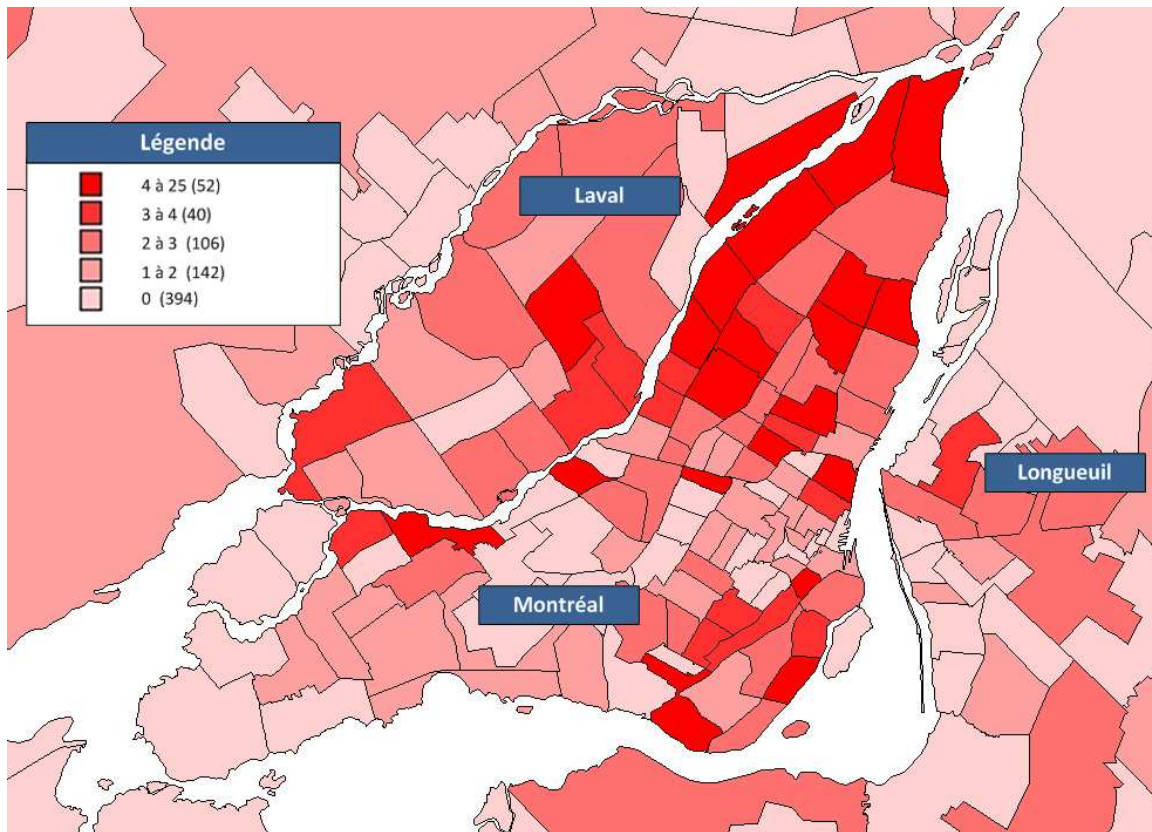 Légende
4 à 25 (52)
3 à 4 (40)
2 à 3 (106)
1 à 2 (142)
0 (394)
Laval
Longueuil
Montréal